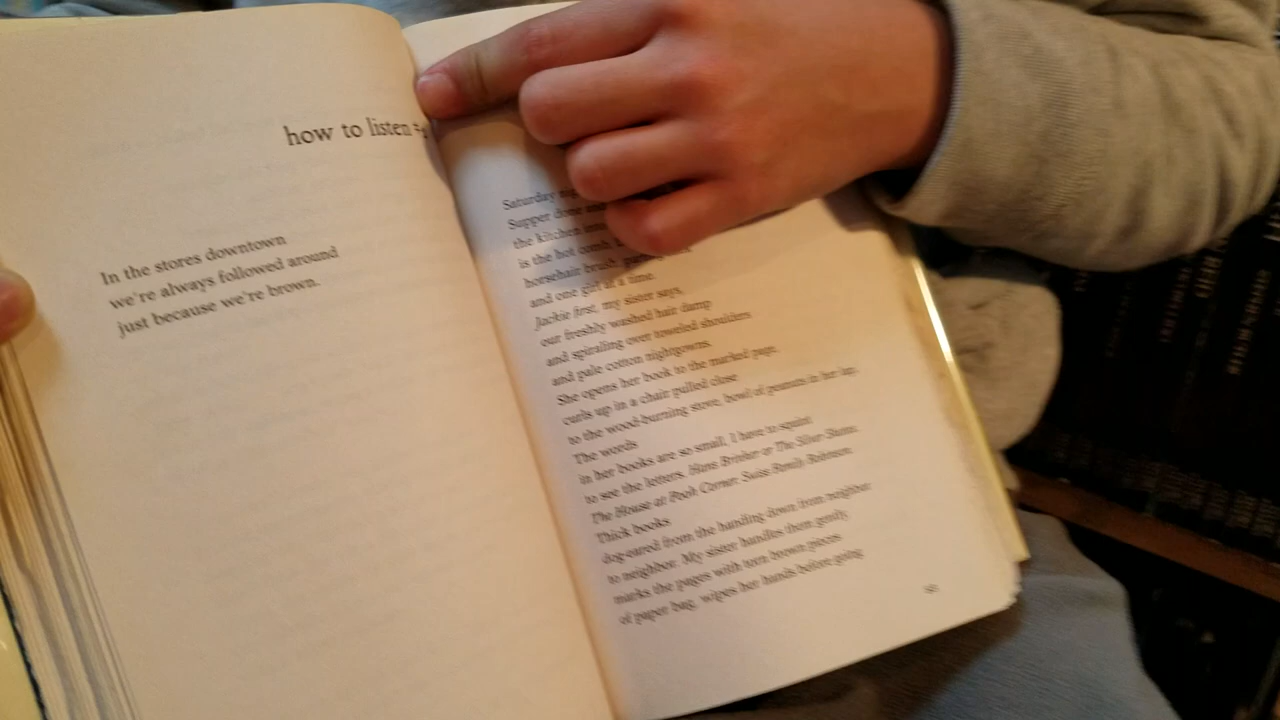 how to listen
In the stores downtown
we're always followed around
just because we're brown.
Saturday
Supper done
the kitchen
is the hot comb,
horsehair brush,
and one girl at a time.
Jackie first, my sister says,
our freshly washed hair damp
and spiraling over toweled shoulders
and pale cotton nightgowns.
She opens her book to the marked page,
curls up in a chair pulled close
to the wood-burning stove, bowl of peanuts in her lap.
The words
in her books are so small, I have to squint
to see the letters. Hans Brinker or The Silver Skates.
The House at Pooh Corner. Swiss Family Robinson.
Thick books
dog-eared from the handing down from neighbor
to neighbor. My sister handles them gently
marks the pages with torn brown pieces
of paper bag, wipes her hands before going